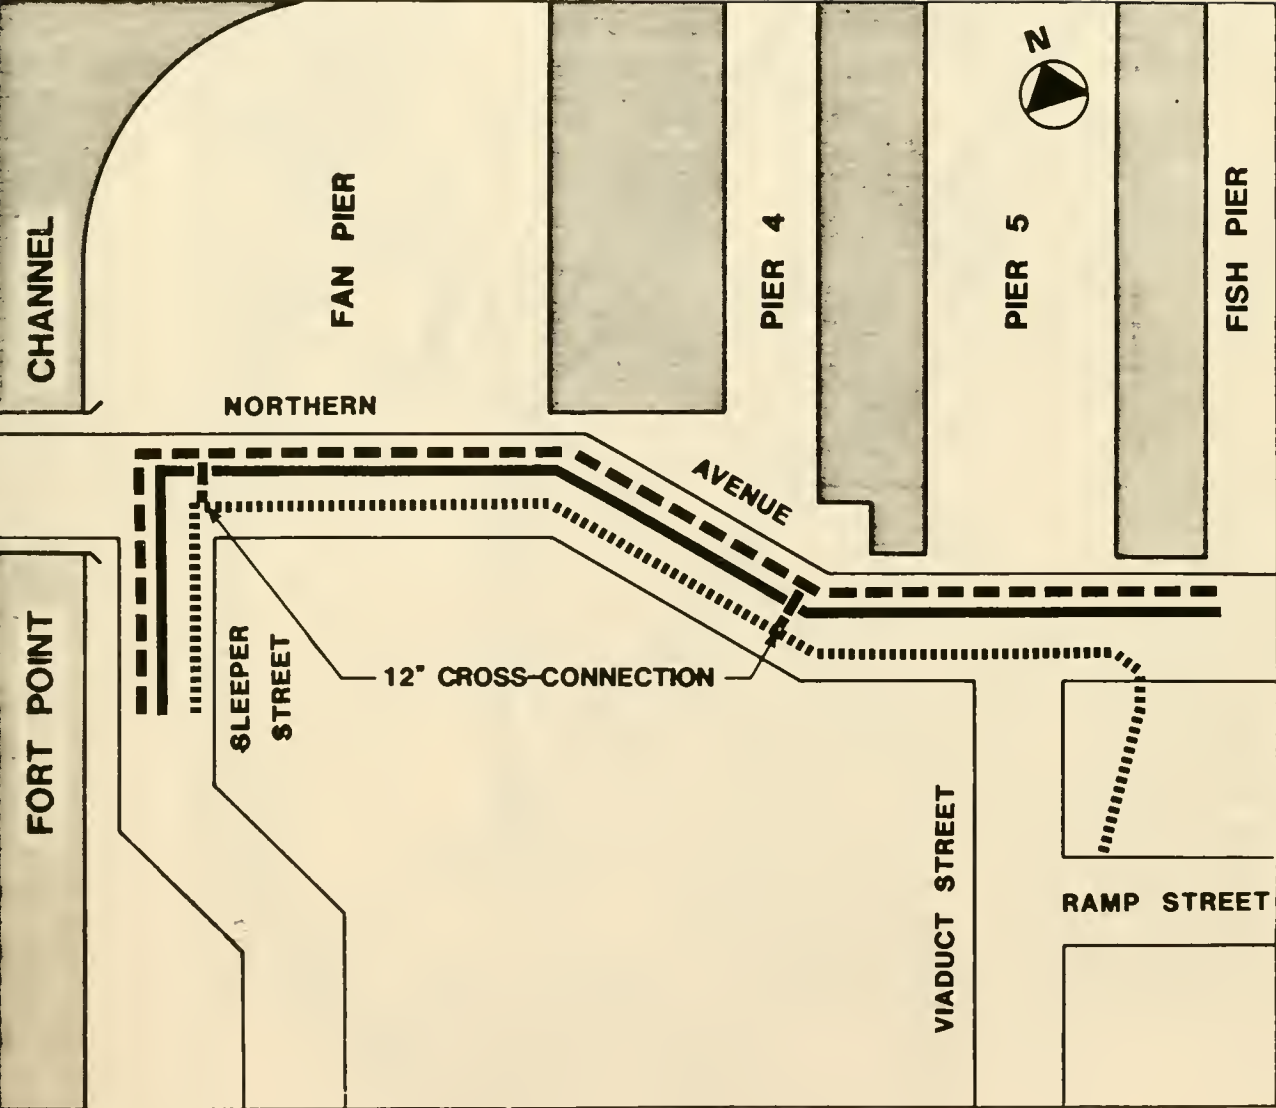 N
CHANNEL
FAN PIER
PIER 4
PIER 5
FISH PIER
NORTHERN
AVENUE
FORT POINT
SLEEPER
STREET
12" CROSS-CONNECTION
VIADUCT STREET
RAMP STREET